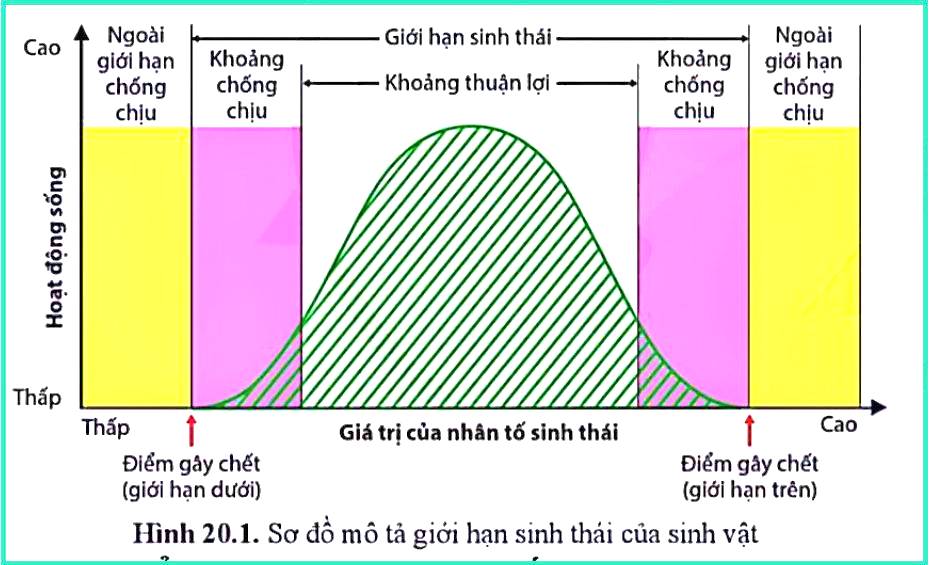 Cao
Ngoài
giới hạn
chống
chịu
Khoảng
chống
chịu
Giới hạn sinh thái
Khoảng thuận lợi
Khoảng
chống
chịu
Ngoài
giới hạn
chống
chịu
Hoạt động sống
Thấp
Thấp
Giá trị của nhân tố sinh thái
Cao
Điểm gây chết
(giới hạn dưới)
Điểm gây chết
(giới hạn trên)
Hình 20.1. Sơ đồ mô tả giới hạn sinh thái của sinh vật